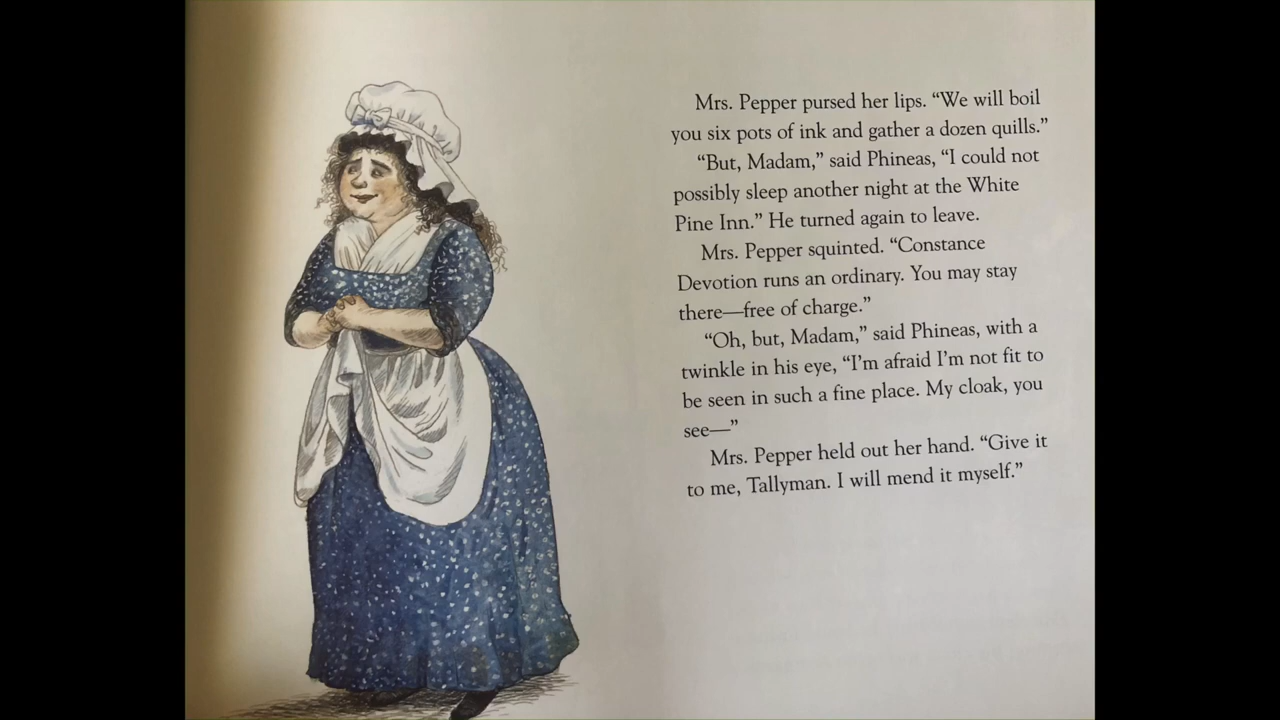 Mrs. Pepper pursed her lips. “We will boil
you six pots of ink and gather a dozen quills.”
“But, Madam,” said Phineas, “I could not
possibly sleep another night at the White
Pine Inn.” He turned again to leave.
Mrs. Pepper squinted. “Constance
Devotion runs an ordinary. You may stay
there—free of charge.”
“Oh, but, Madam,” said Phineas, with a
twinkle in his eye, “I’m afraid I’m not fit to
be seen in such a fine place. My cloak, you
see—”
Mrs. Pepper held out her hand. “Give it
to me, Tallyman. I will mend it myself.”